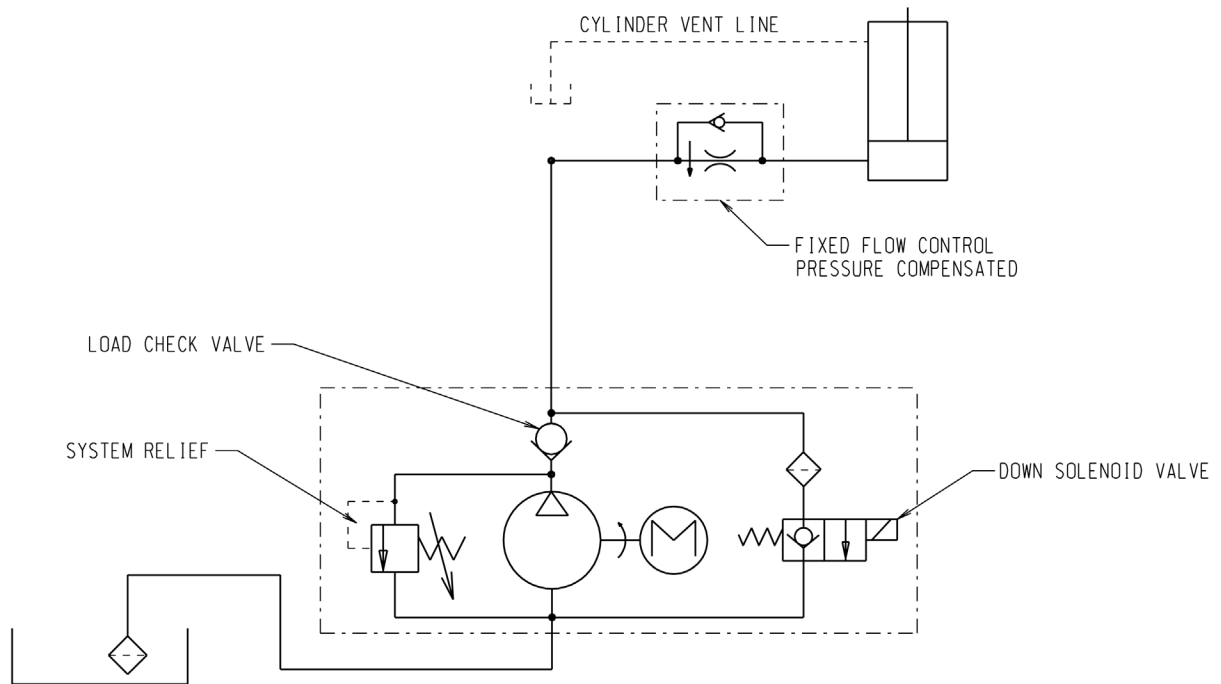 CYLINDER VENT LINE
FIXED FLOW CONTROL
PRESSURE COMPENSATED
LOAD CHECK VALVE
SYSTEM RELIEF
DOWN SOLENOID VALVE
M